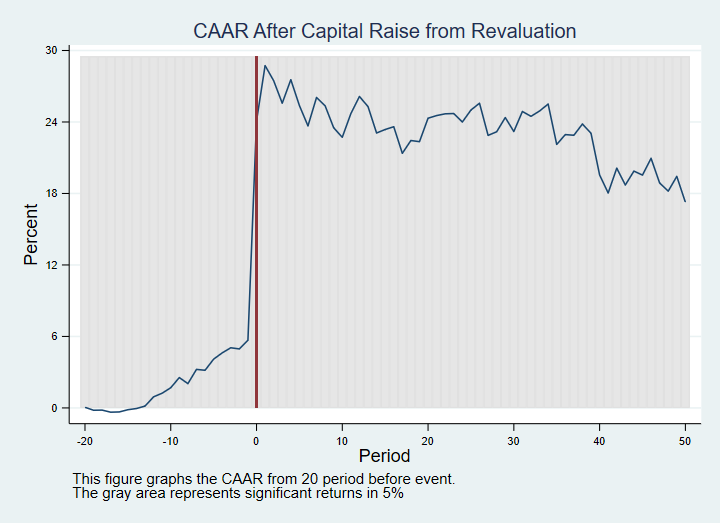 CAAR After Capital Raise from Revaluation
30
24
18
12
6
0
Percent
-20 -10 0 10 20 30 40 50
Period
This figure graphs the CAAR from 20 period before event.
The gray area represents significant returns in 5%